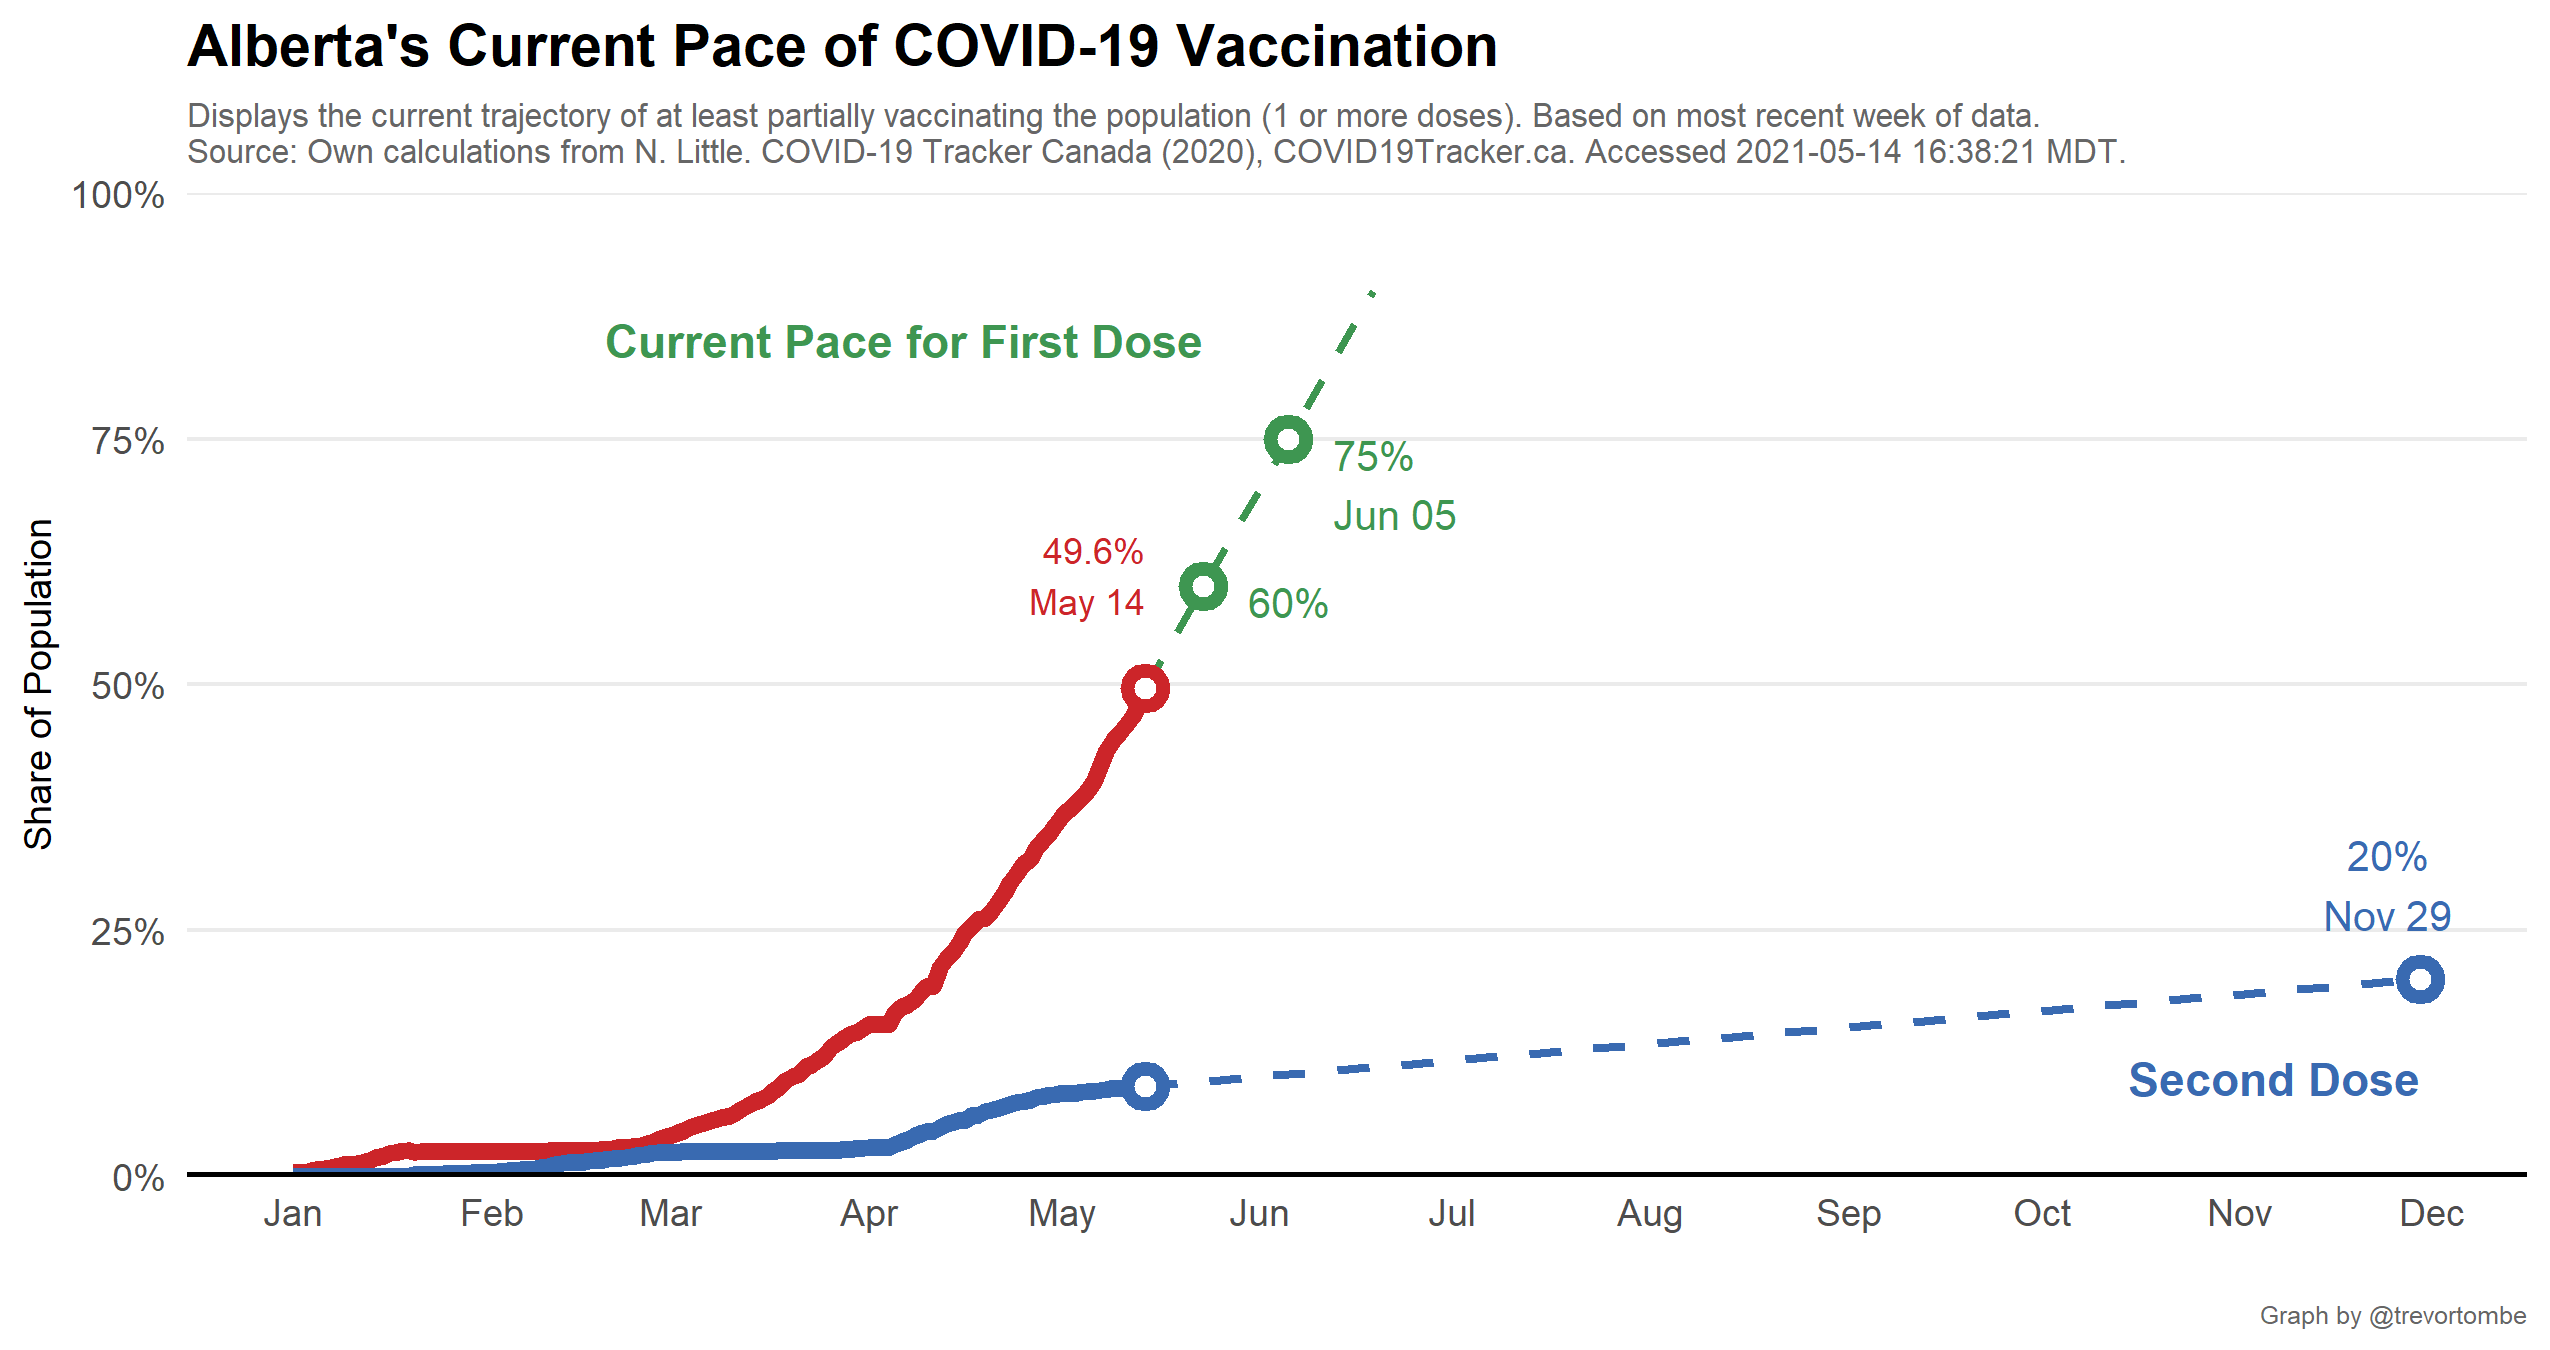 Alberta's Current Pace of COVID-19 Vaccination
Displays the current trajectory of at least partially vaccinating the population (1 or more doses). Based on most recent week of data.
Source: Own calculations from N. Little. COVID-19 Tracker Canada (2020), COVID19Tracker.ca. Accessed 2021-05-14 16:38:21 MDT.
100%
75%
50%
25%
0%
Share of Population
Current Pace for First Dose
75%
Jun 05
49.6%
May 14
60%
20%
Nov 29
Second Dose
Jan Feb Mar Apr May Jun Jul Aug Sep Oct Nov Dec
Graph by @trevortombe